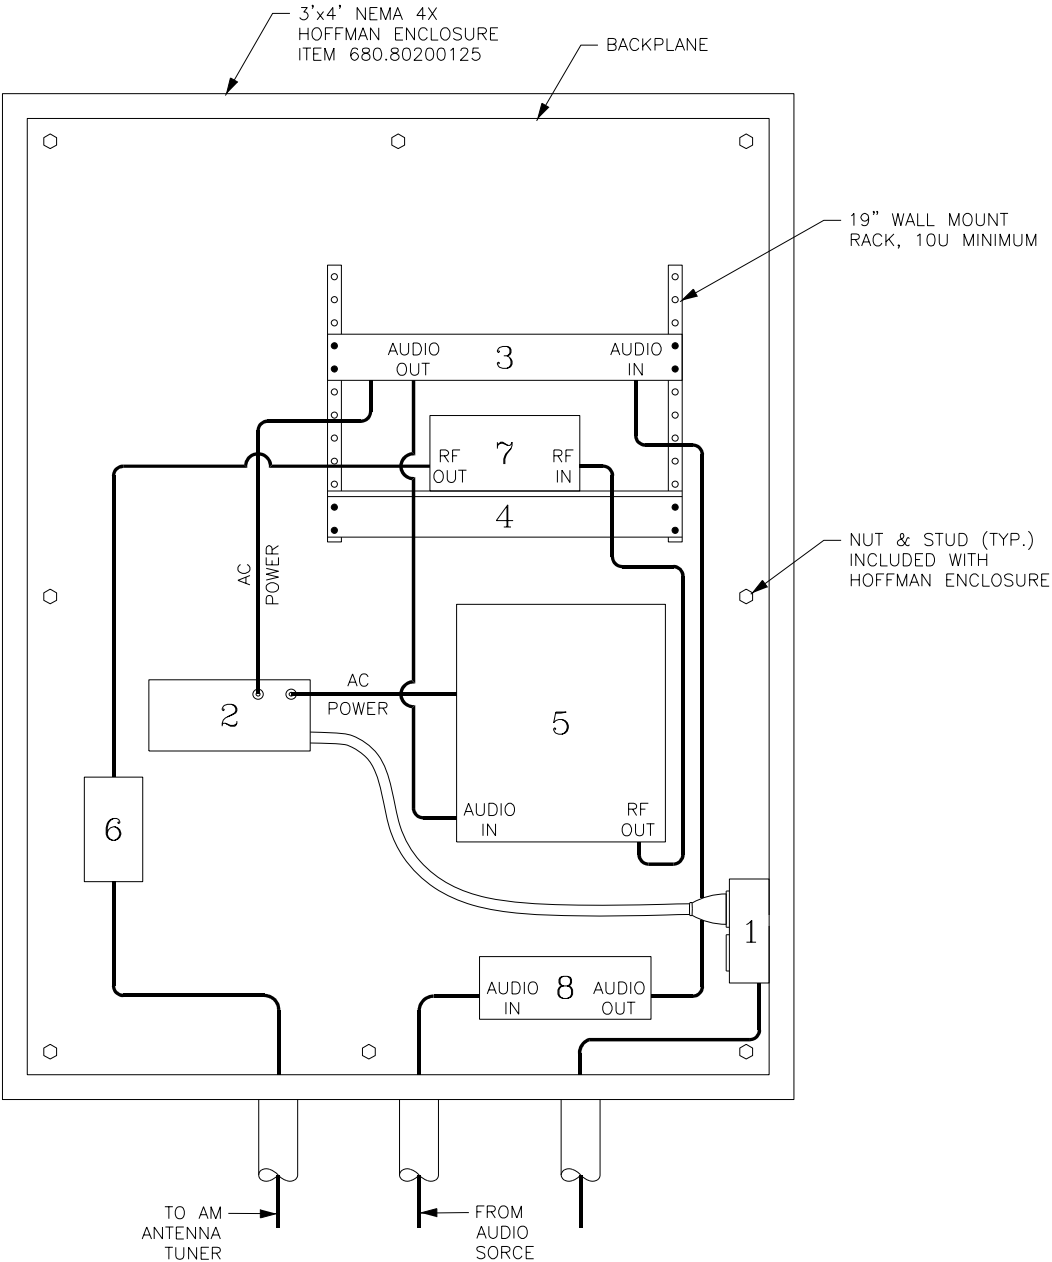 3'x4' NEMA 4X
HOFFMAN ENCLOSURE
ITEM 680.80200125
BACKPLANE
19" WALL MOUNT
RACK, 10U MINIMUM
AUDIO
OUT
3
AUDIO
IN
RF
OUT
7
RF
IN
4
NUT & STUD (TYP.)
INCLUDED WITH
HOFFMAN ENCLOSURE
AC
POWER
2
AC
POWER
5
6
AUDIO
IN
RF
OUT
1
AUDIO
IN
8
AUDIO
OUT
TO AM
ANTENNA
TUNER
FROM
AUDIO
SORCE